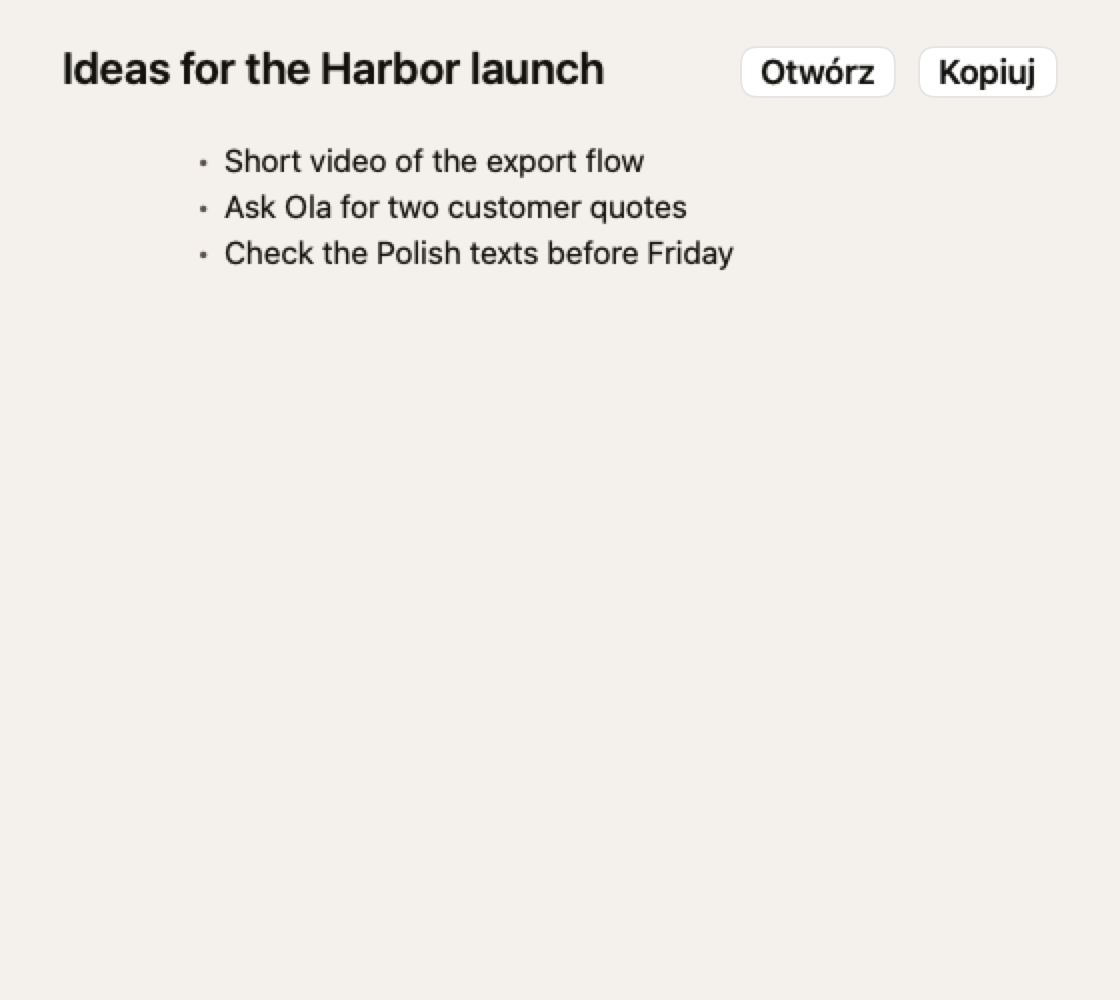 Ideas for the Harbor launch
Otwórz
Kopiuj
• Short video of the export flow
• Ask Ola for two customer quotes
• Check the Polish texts before Friday